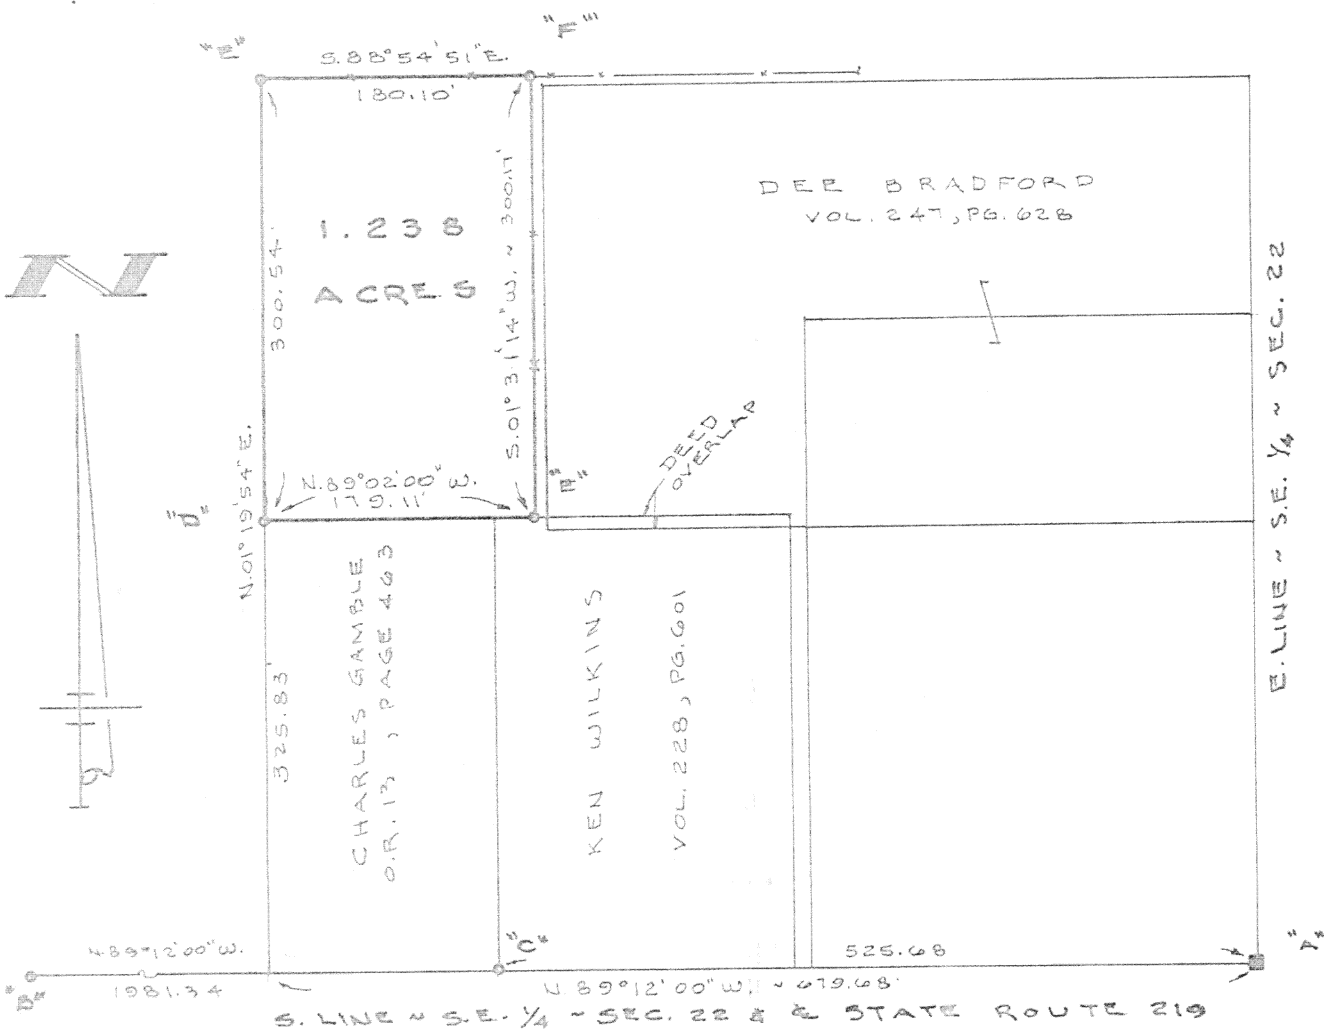 "E"
"F"
S.88°54'51"E.
180.10'
300.54'
1.238
ACRES
S.01°31'14"W. ~ 300.17'
DEE BRADFORD
VOL. 247, PG. 628
N
DEED
OVERLAP
E. LINE ~ S.E. 1/4 ~ SEC. 22
N.01°19'54"E.
"D"
N.89°02'00"W.
179.11'
325.83'
CHARLES GAMBLE
O.R. 13, PAGE 463
KEN WILKINS
VOL. 228, PG. 601
"B"
89°12'00"W.
1981.34
"C"
525.68
N 89°12'00"W. ~ 679.68'
S. LINE ~ S.E. 1/4 ~ SEC. 22 & ℄ STATE ROUTE 219